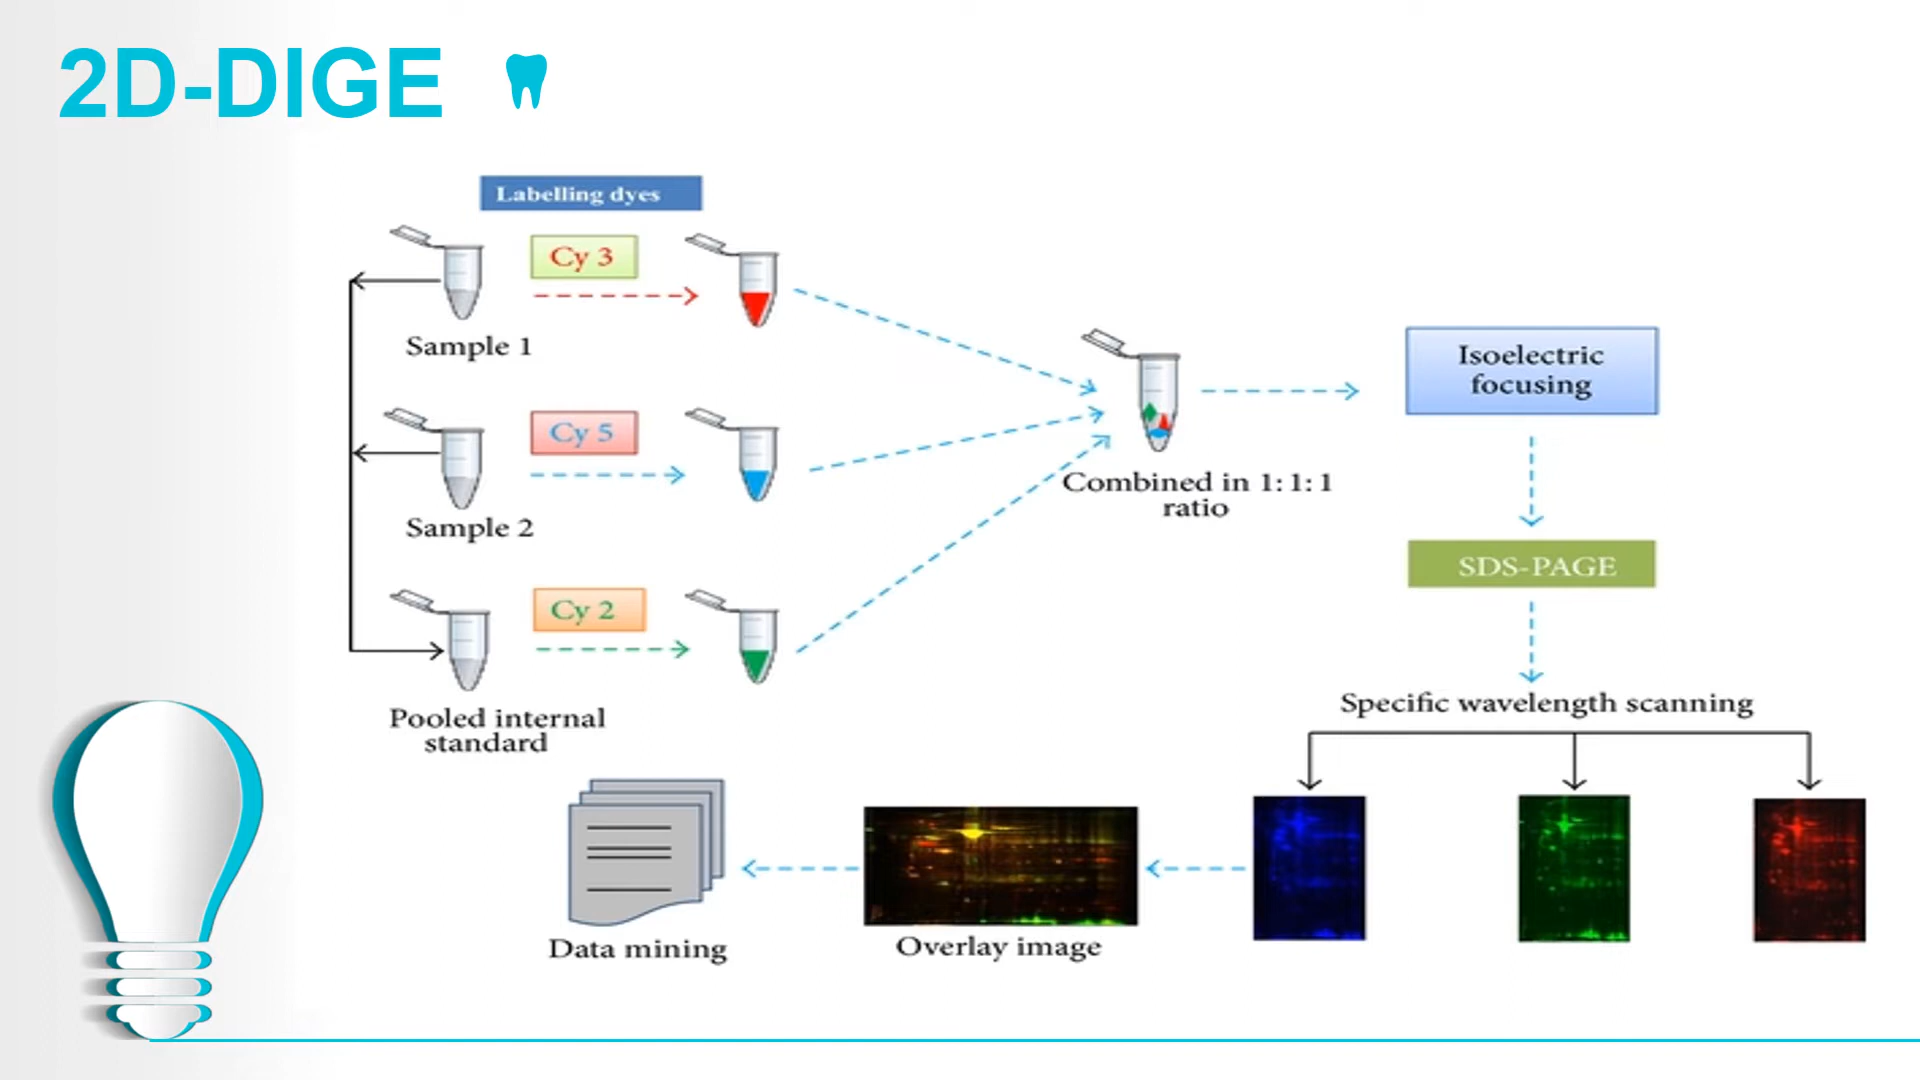 2D-DIGE
Labelling dyes
Cy 3
Sample 1
Cy 5
Sample 2
Cy 2
Pooled internal
standard
Combined in 1:1:1
ratio
Isoelectric
focusing
SDS-PAGE
Specific wavelength scanning
Overlay image
Data mining